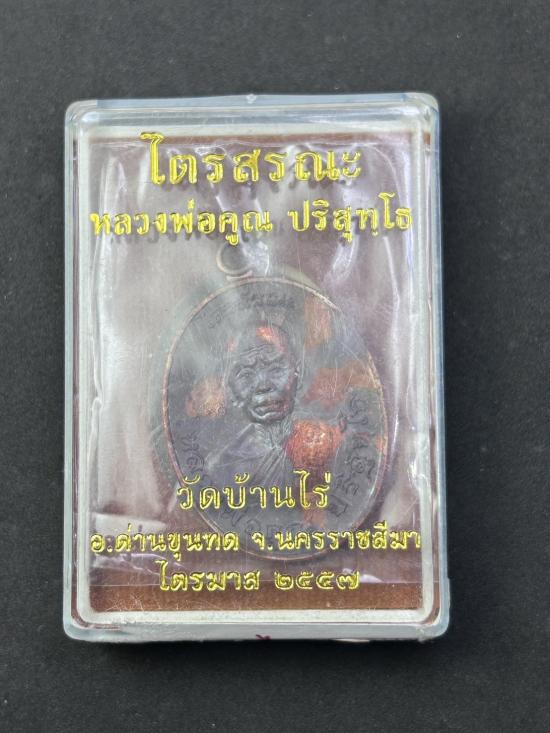 ไตรสรณะ
หลวงพ่อคูณ ปริสุทฺโธ
วัดบ้านไร่
อ.ด่านขุนทด จ.นครราชสีมา
ไตรมาส ๒๕๕๗